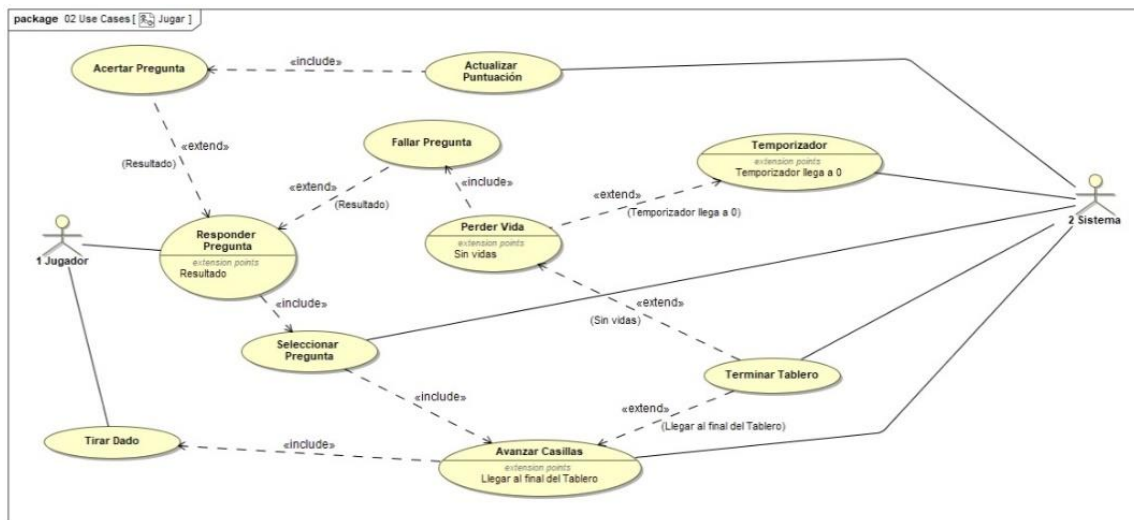 package 02 Use Cases [ Jugar ]
Acertar Pregunta
«include»
Actualizar
Puntuación
«extend»
(Resultado)
Fallar Pregunta
«extend»
(Resultado)
«include»
Temporizador
extension points
Temporizador llega a 0
«extend»
(Temporizador llega a 0)
Perder Vida
extension points
Sin vidas
Responder
Pregunta
extension points
Resultado
1 Jugador
2 Sistema
«include»
«extend»
(Sin vidas)
Seleccionar
Pregunta
Terminar Tablero
«include»
«extend»
(Llegar al final del Tablero)
Tirar Dado
«include»
Avanzar Casillas
extension points
Llegar al final del Tablero